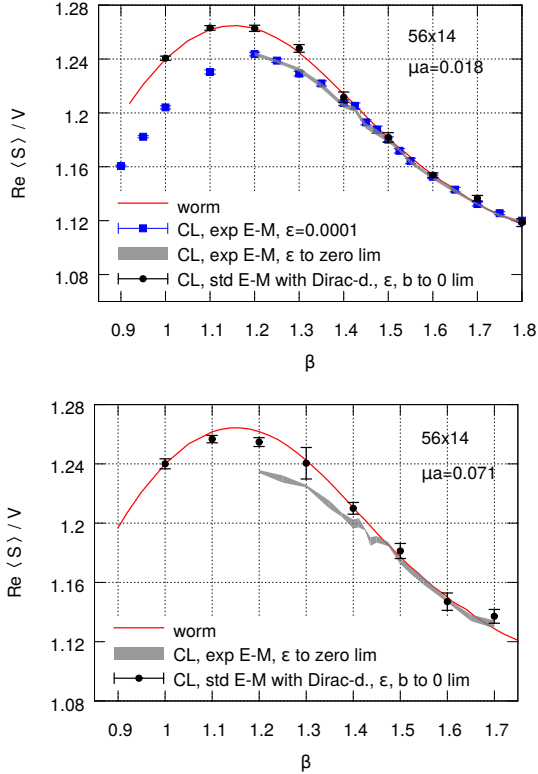 1.28
1.24
1.2
1.16
1.12
1.08
Re ⟨S⟩ / V
56x14
μa=0.018
worm
CL, exp E-M, ε=0.0001
CL, exp E-M, ε to zero lim
CL, std E-M with Dirac-d., ε, b to 0 lim
0.9 1 1.1 1.2 1.3 1.4 1.5 1.6 1.7 1.8
β
1.28
1.24
1.2
1.16
1.12
1.08
Re ⟨S⟩ / V
56x14
μa=0.071
worm
CL, exp E-M, ε to zero lim
CL, std E-M with Dirac-d., ε, b to 0 lim
0.9 1 1.1 1.2 1.3 1.4 1.5 1.6 1.7
β